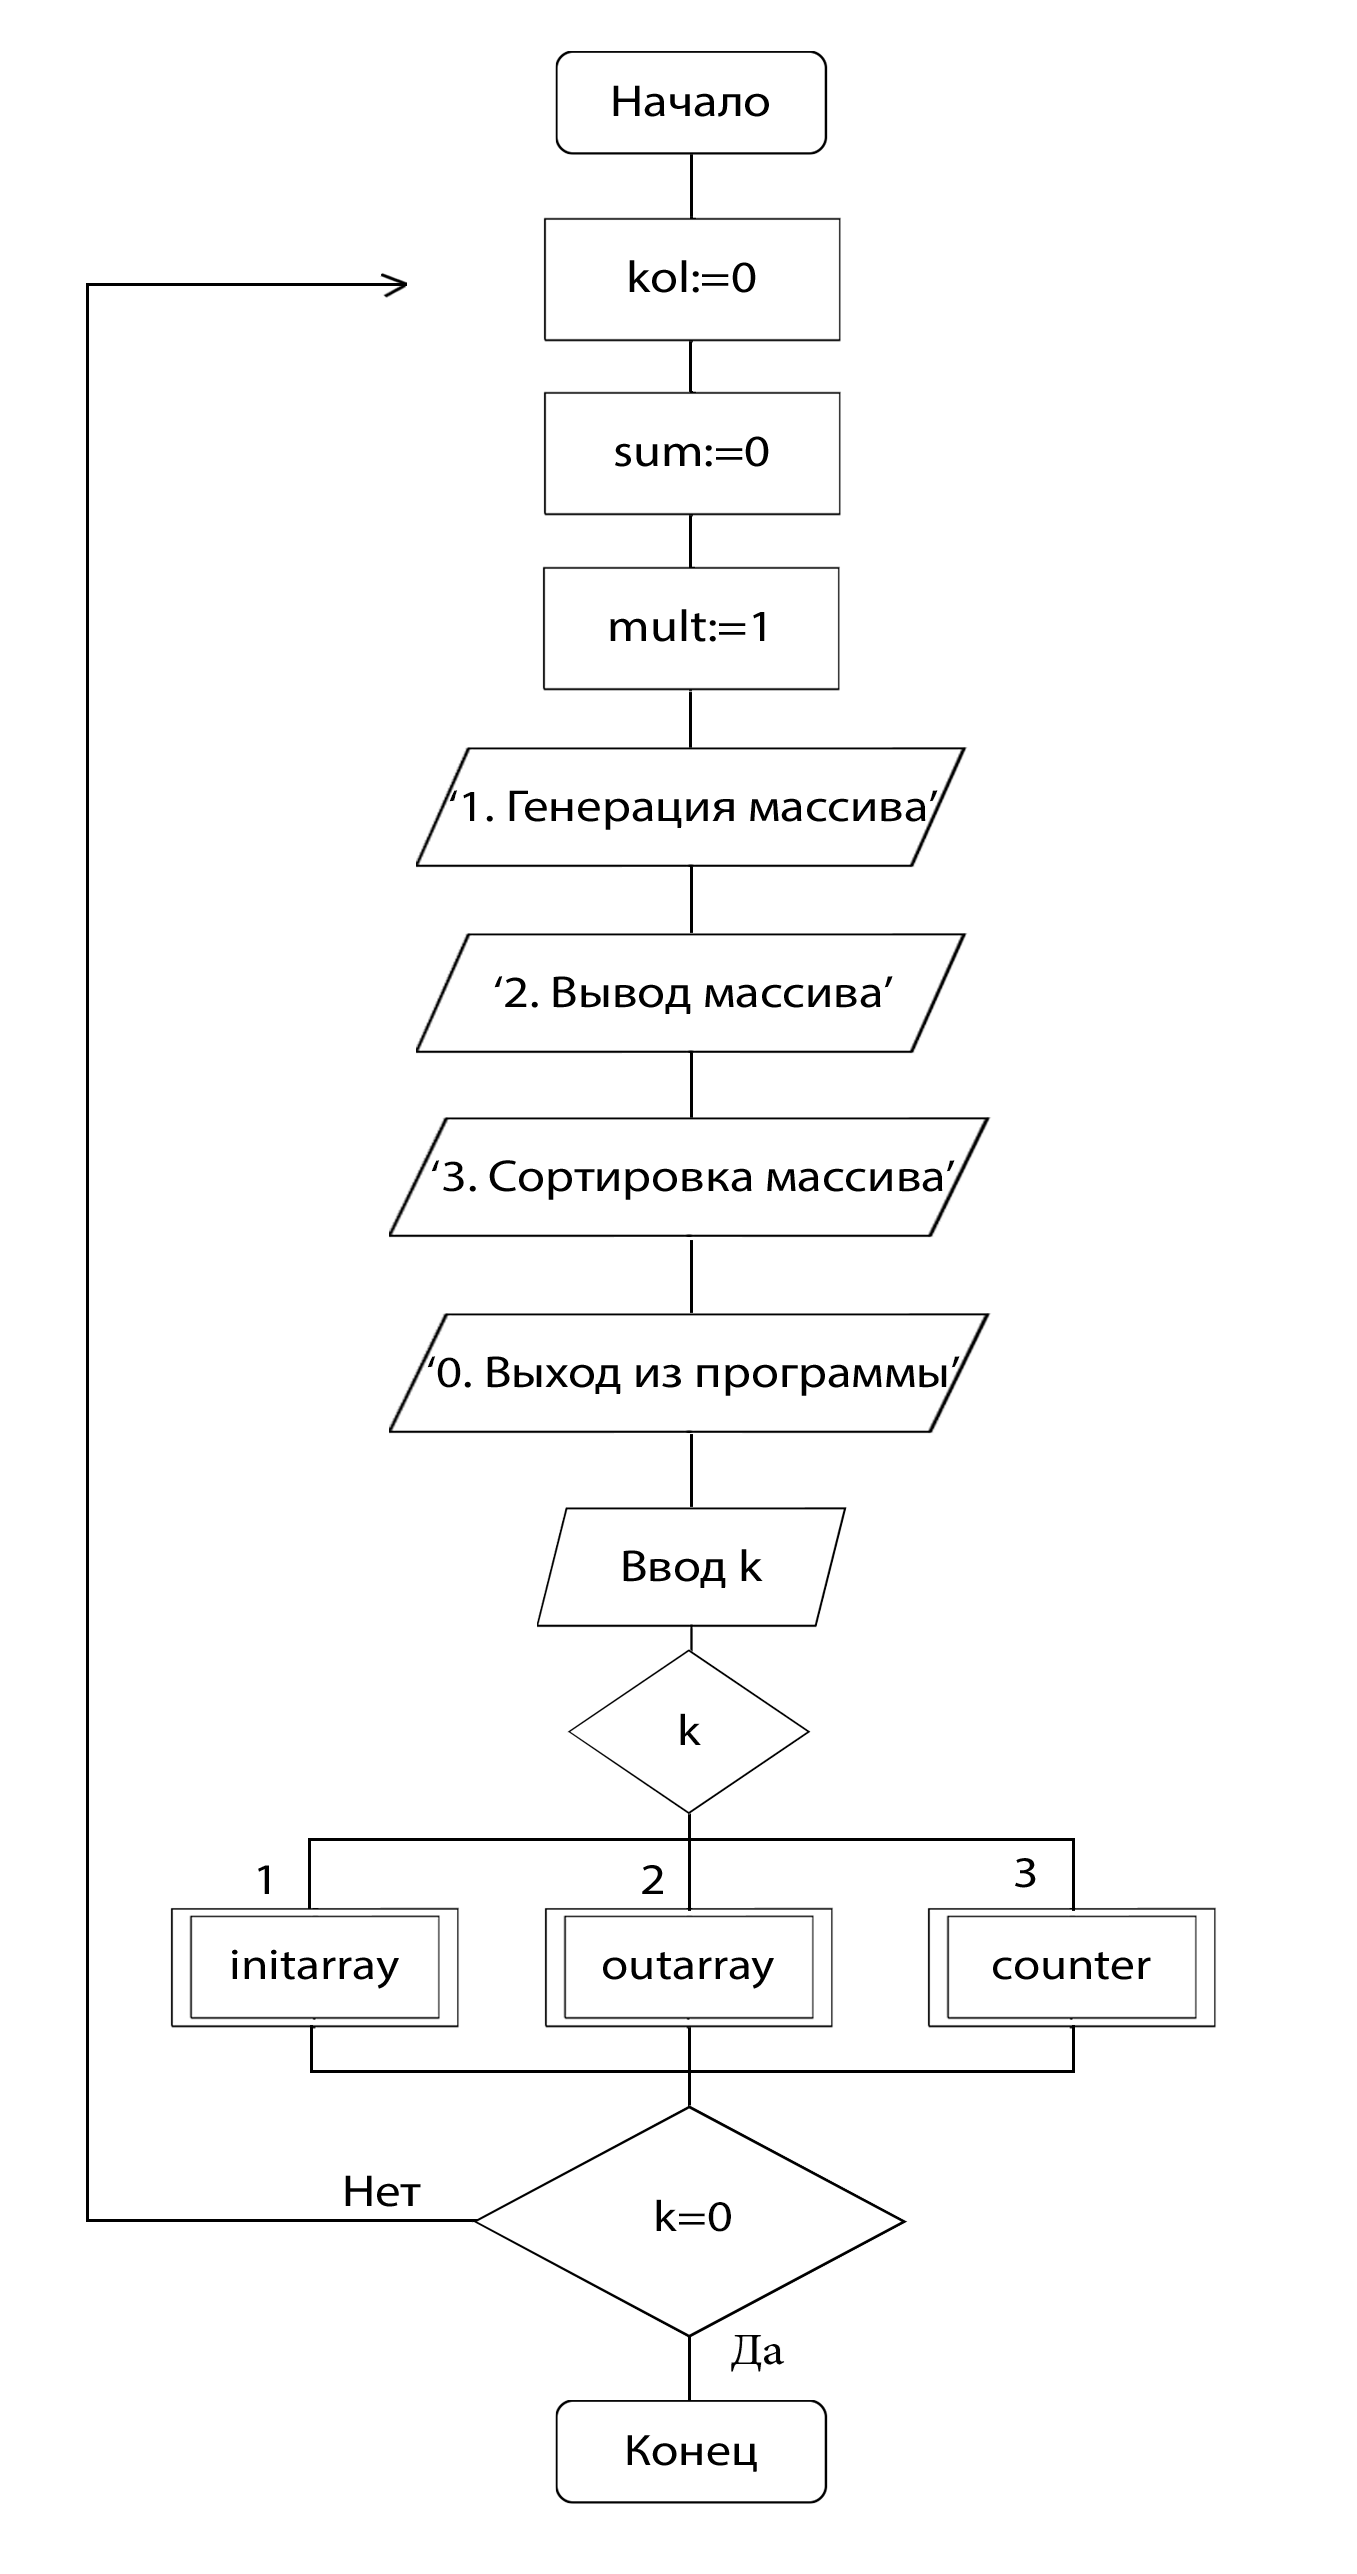 Начало
kol:=0
sum:=0
mult:=1
‘1. Генерация массива’
‘2. Вывод массива’
‘3. Сортировка массива’
‘0. Выход из программы’
Ввод k
k
1
2
3
initarray
outarray
counter
Нет
k=0
Да
Конец